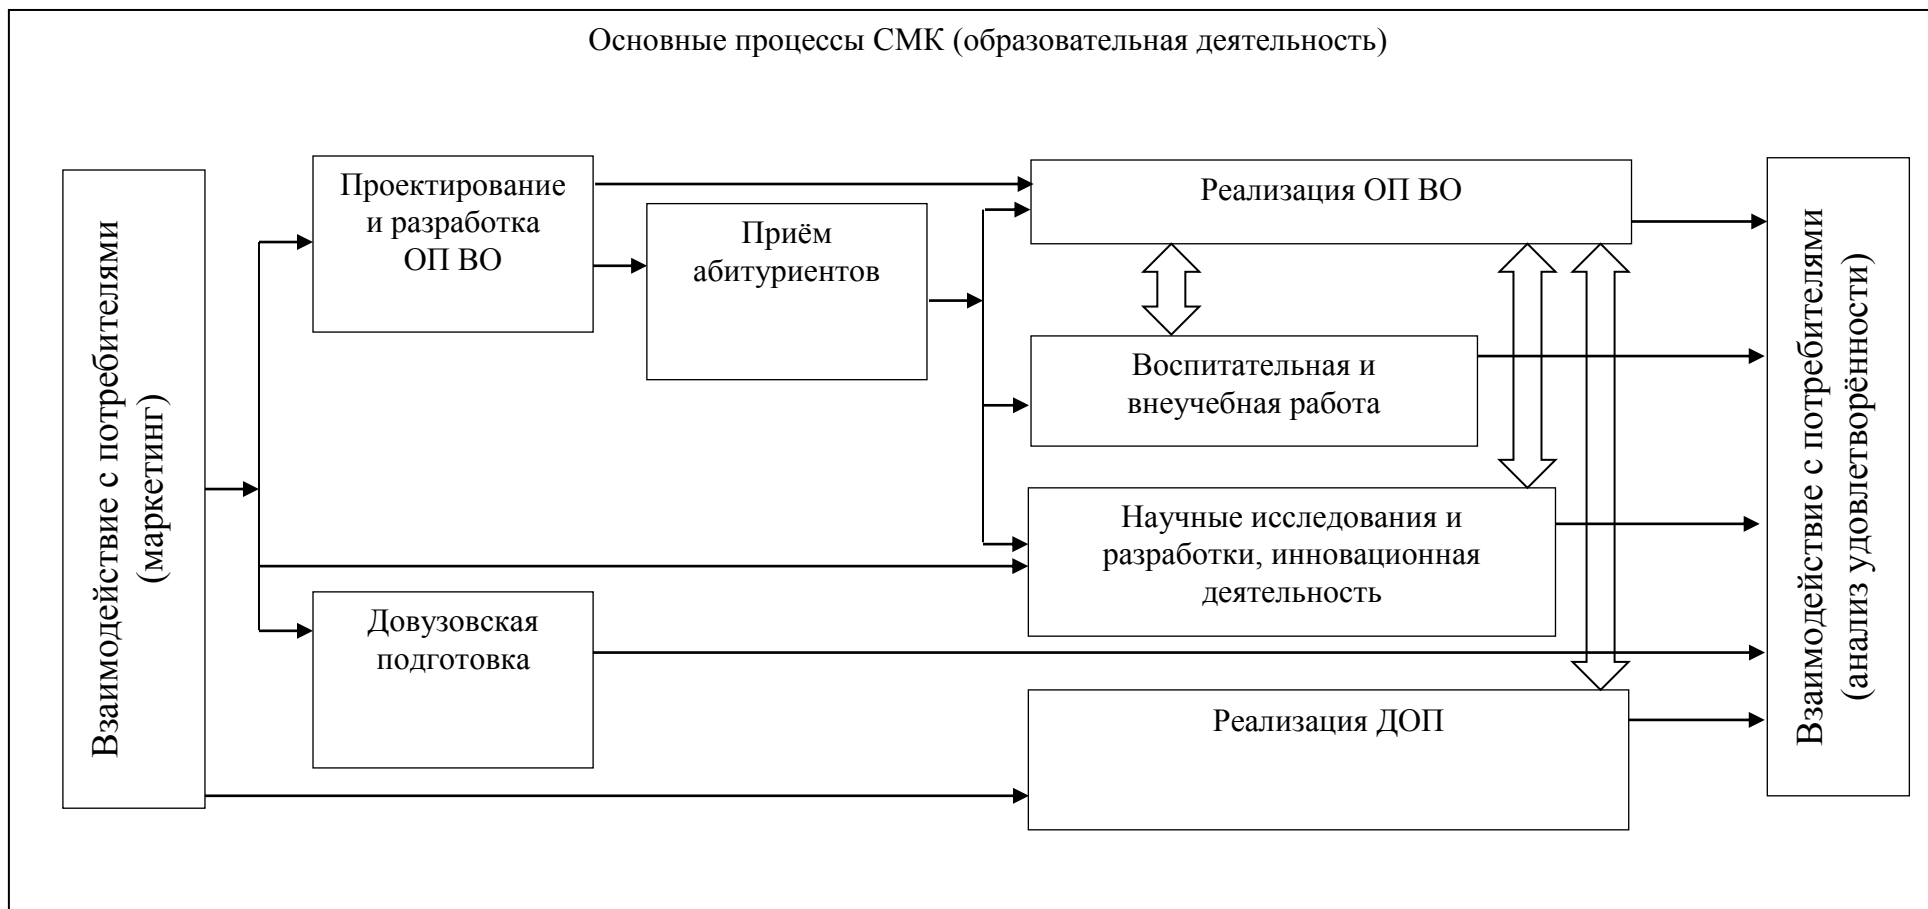 Основные процессы СМК (образовательная деятельность)
Взаимодействие с потребителями
(маркетинг)
Проектирование
и разработка
ОП ВО
Приём
абитуриентов
Реализация ОП ВО
Воспитательная и
внеучебная работа
Научные исследования и
разработки, инновационная
деятельность
Довузовская
подготовка
Реализация ДОП
Взаимодействие с потребителями
(анализ удовлетворённости)